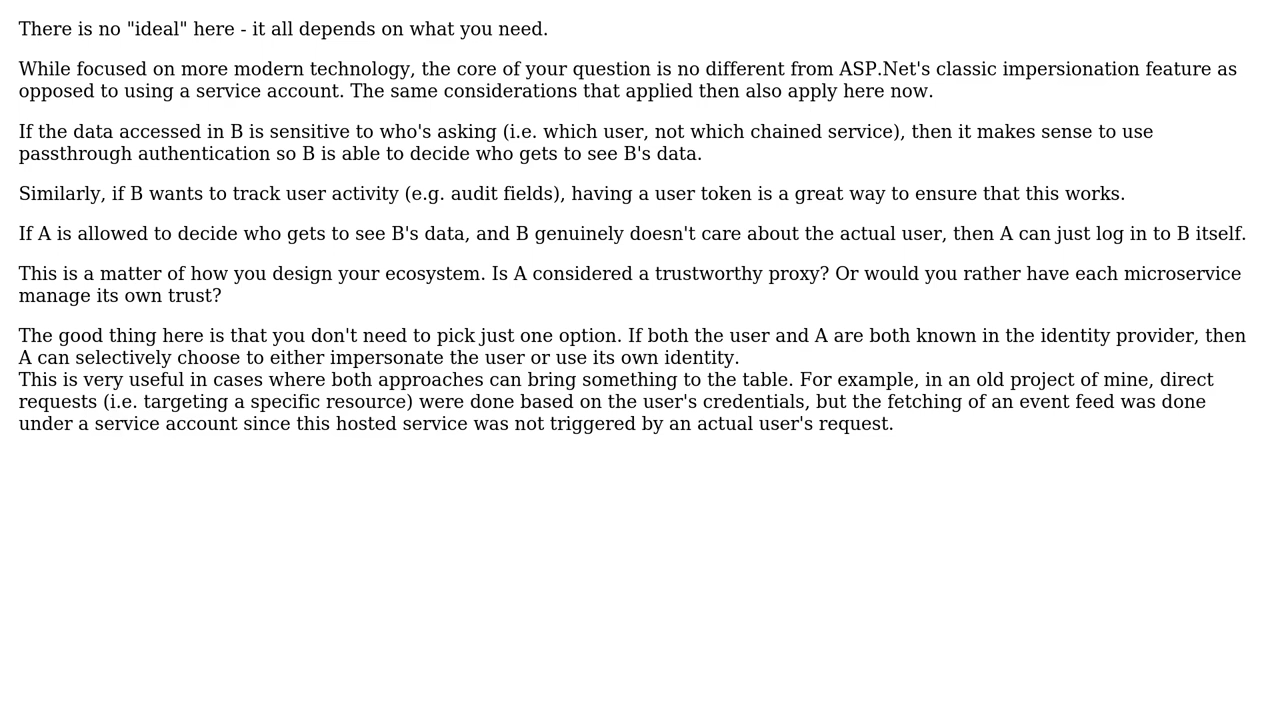 There is no "ideal" here - it all depends on what you need.
While focused on more modern technology, the core of your question is no different from ASP.Net's classic impersionation feature as
opposed to using a service account. The same considerations that applied then also apply here now.
If the data accessed in B is sensitive to who's asking (i.e. which user, not which chained service), then it makes sense to use
passthrough authentication so B is able to decide who gets to see B's data.
Similarly, if B wants to track user activity (e.g. audit fields), having a user token is a great way to ensure that this works.
If A is allowed to decide who gets to see B's data, and B genuinely doesn't care about the actual user, then A can just log in to B itself.
This is a matter of how you design your ecosystem. Is A considered a trustworthy proxy? Or would you rather have each microservice
manage its own trust?
The good thing here is that you don't need to pick just one option. If both the user and A are both known in the identity provider, then
A can selectively choose to either impersonate the user or use its own identity.
This is very useful in cases where both approaches can bring something to the table. For example, in an old project of mine, direct
requests (i.e. targeting a specific resource) were done based on the user's credentials, but the fetching of an event feed was done
under a service account since this hosted service was not triggered by an actual user's request.